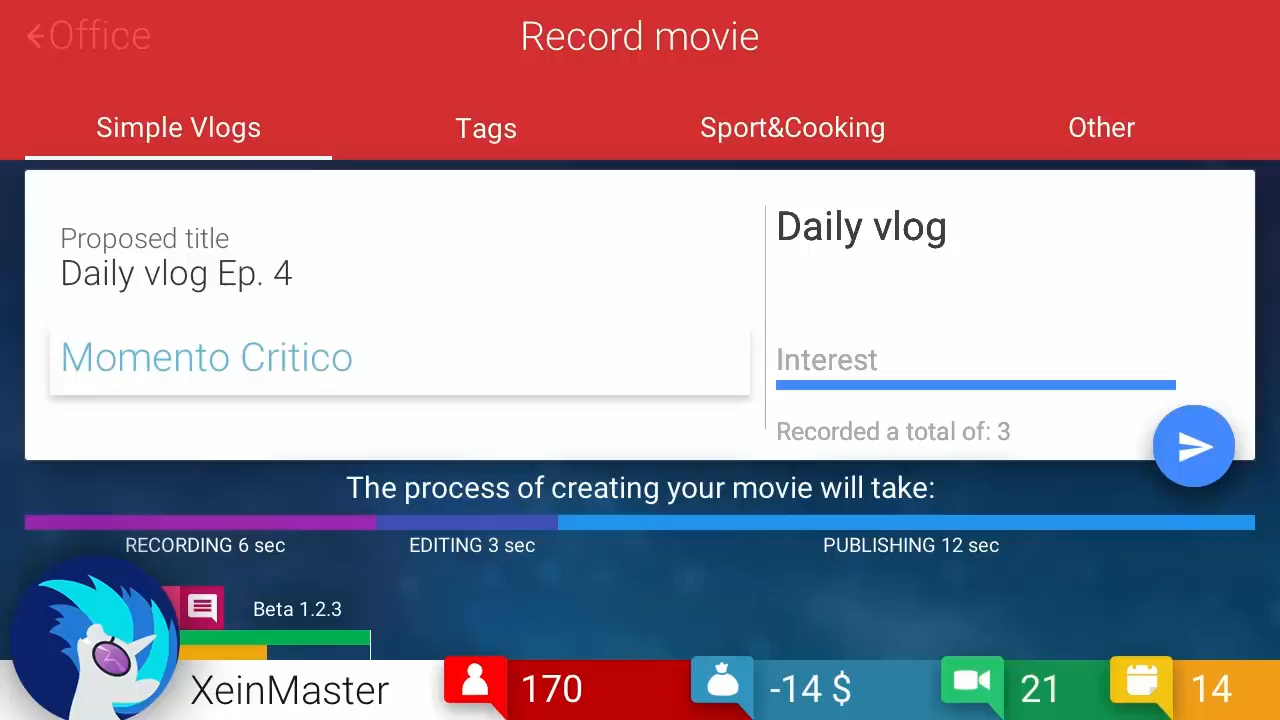 Office
Record movie
Simple Vlogs
Tags
Sport&Cooking
Other
Proposed title
Daily vlog Ep. 4
Momento Critico
Daily vlog
Interest
Recorded a total of: 3
The process of creating your movie will take:
RECORDING 6 sec
EDITING 3 sec
PUBLISHING 12 sec
Beta 1.2.3
XeinMaster
170
-14 $
21
14